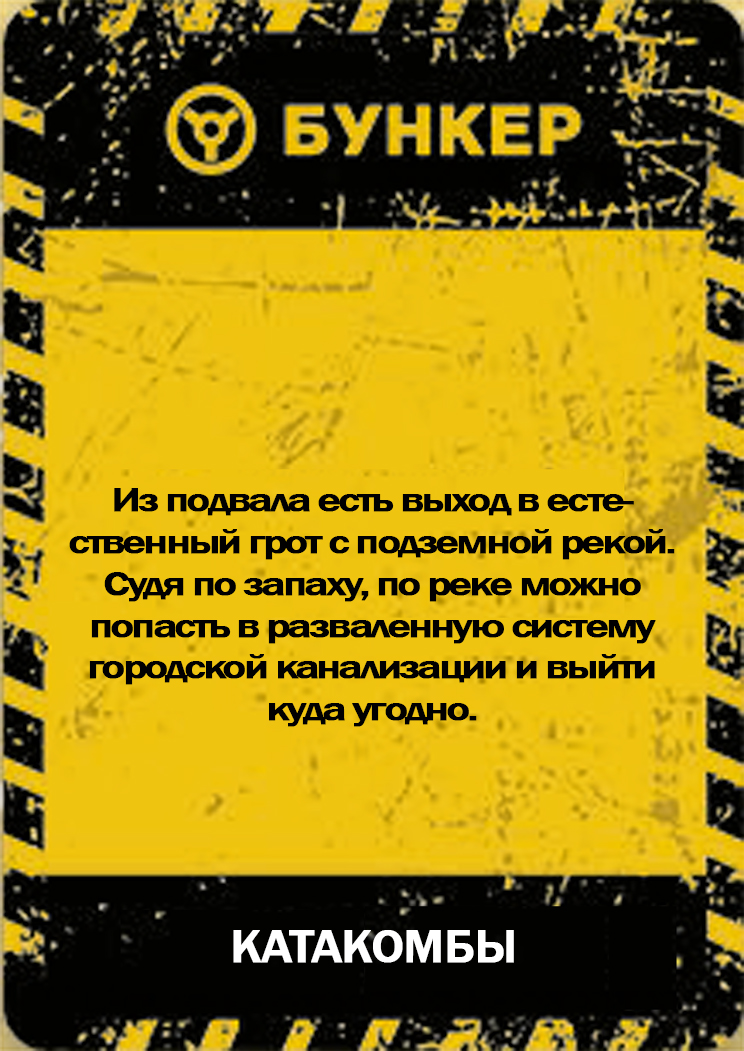 БУНКЕР
Из подвала есть выход в есте-
ственный грот с подземной рекой.
Судя по запаху, по реке можно
попасть в разваленную систему
городской канализации и выйти
куда угодно.
КАТАКОМБЫ